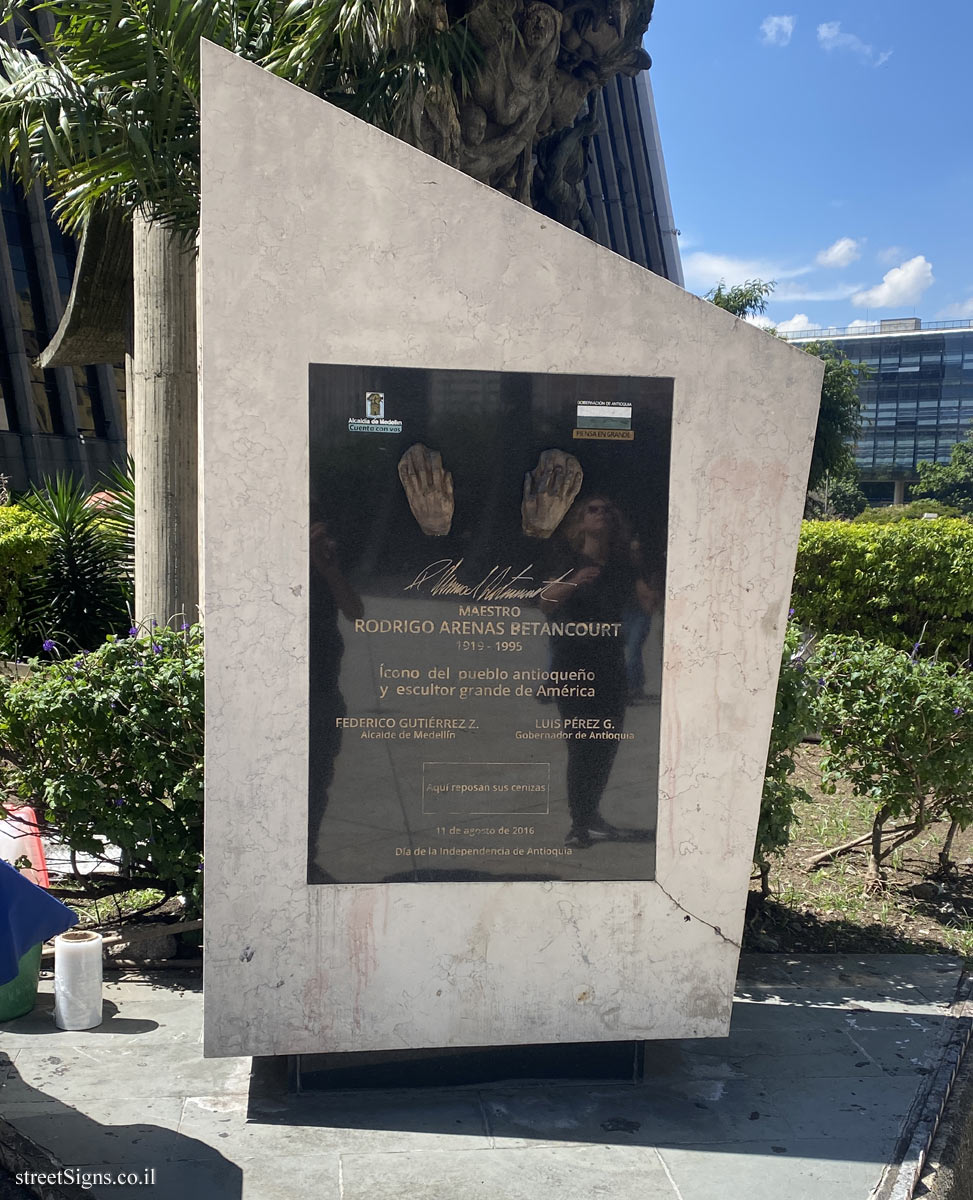 Alcaldía de Medellín
Cuenta con vos
GOBERNACIÓN DE ANTIOQUIA
PIENSA EN GRANDE
MAESTRO
RODRIGO ARENAS BETANCOURT
1919 - 1995
Ícono del pueblo antioqueño
y escultor grande de América
FEDERICO GUTIÉRREZ Z.
Alcalde de Medellín
LUIS PÉREZ G.
Gobernador de Antioquia
Aquí reposan sus cenizas
11 de agosto de 2016
Día de la Independencia de Antioquia
streetSigns.co.il